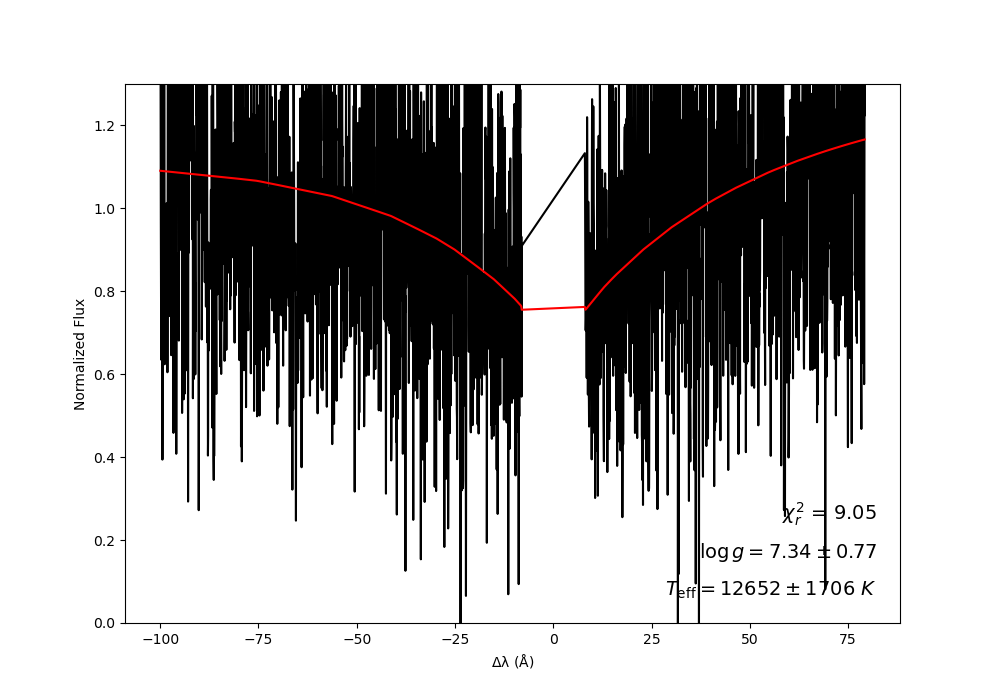 1.2
1.0
0.8
0.6
0.4
0.2
0.0
Normalized Flux
χ²ᵣ = 9.05
log g = 7.34 ± 0.77
T_eff = 12652 ± 1706 K
−100 −75 −50 −25 0 25 50 75
Δλ (Å)